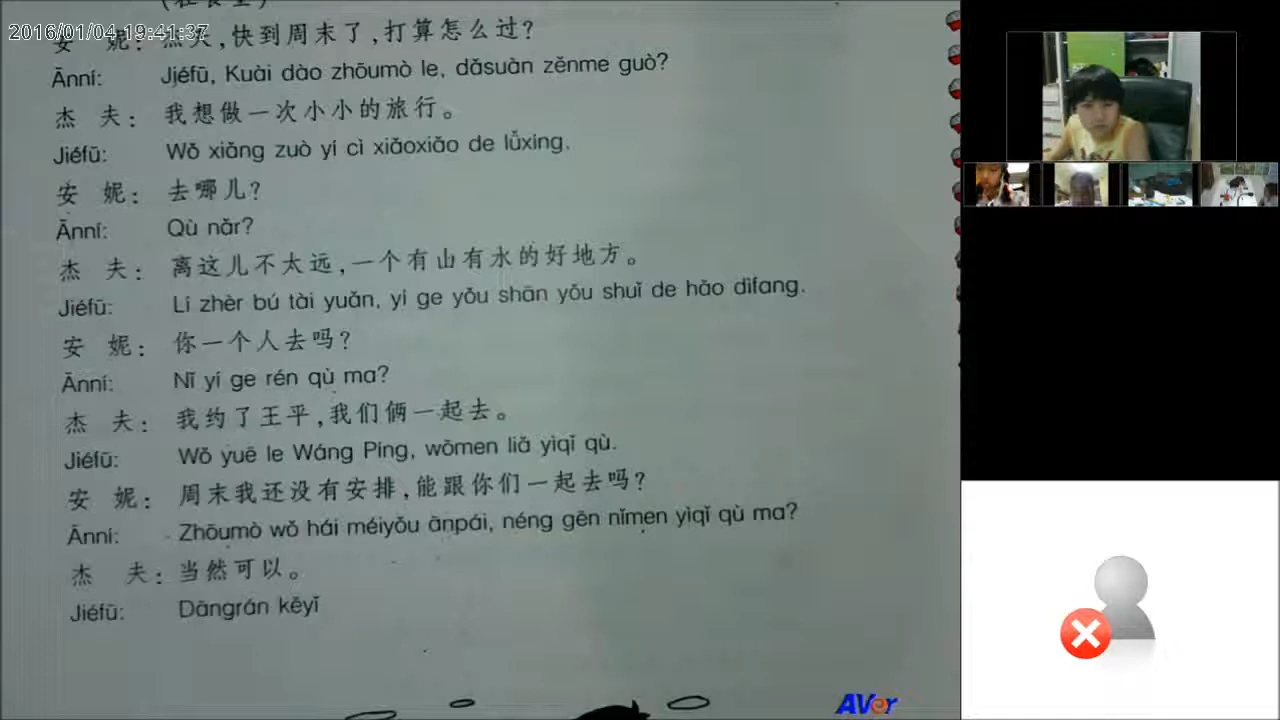 2016/01/04 19:41:37
安 妮：杰夫，快到周末了，打算怎么过？
Ānní: Jjéfū, Kuài dào zhōumò le, dǎsuàn zěnme guò?
杰 夫：我想做一次小小的旅行。
Jiéfū: Wǒ xiǎng zuò yí cì xiǎoxiǎo de lǚxíng.
安 妮：去哪儿？
Ānní: Qù nǎr?
杰 夫：离这儿不太远，一个有山有水的好地方。
Jiéfū: Lí zhèr bú tài yuǎn, yí ge yǒu shān yǒu shuǐ de hǎo dìfang.
安 妮：你一个人去吗？
Ānní: Nǐ yí ge rén qù ma?
杰 夫：我约了王平，我们俩一起去。
Jiéfū: Wǒ yuē le Wáng Píng, wǒmen liǎ yìqǐ qù.
安 妮：周末我还没有安排，能跟你们一起去吗？
Ānní: Zhōumò wǒ hái méiyǒu ānpái, néng gēn nǐmen yìqǐ qù ma?
杰 夫：当然可以。
Jiéfū: Dāngrán kěyǐ
AVer